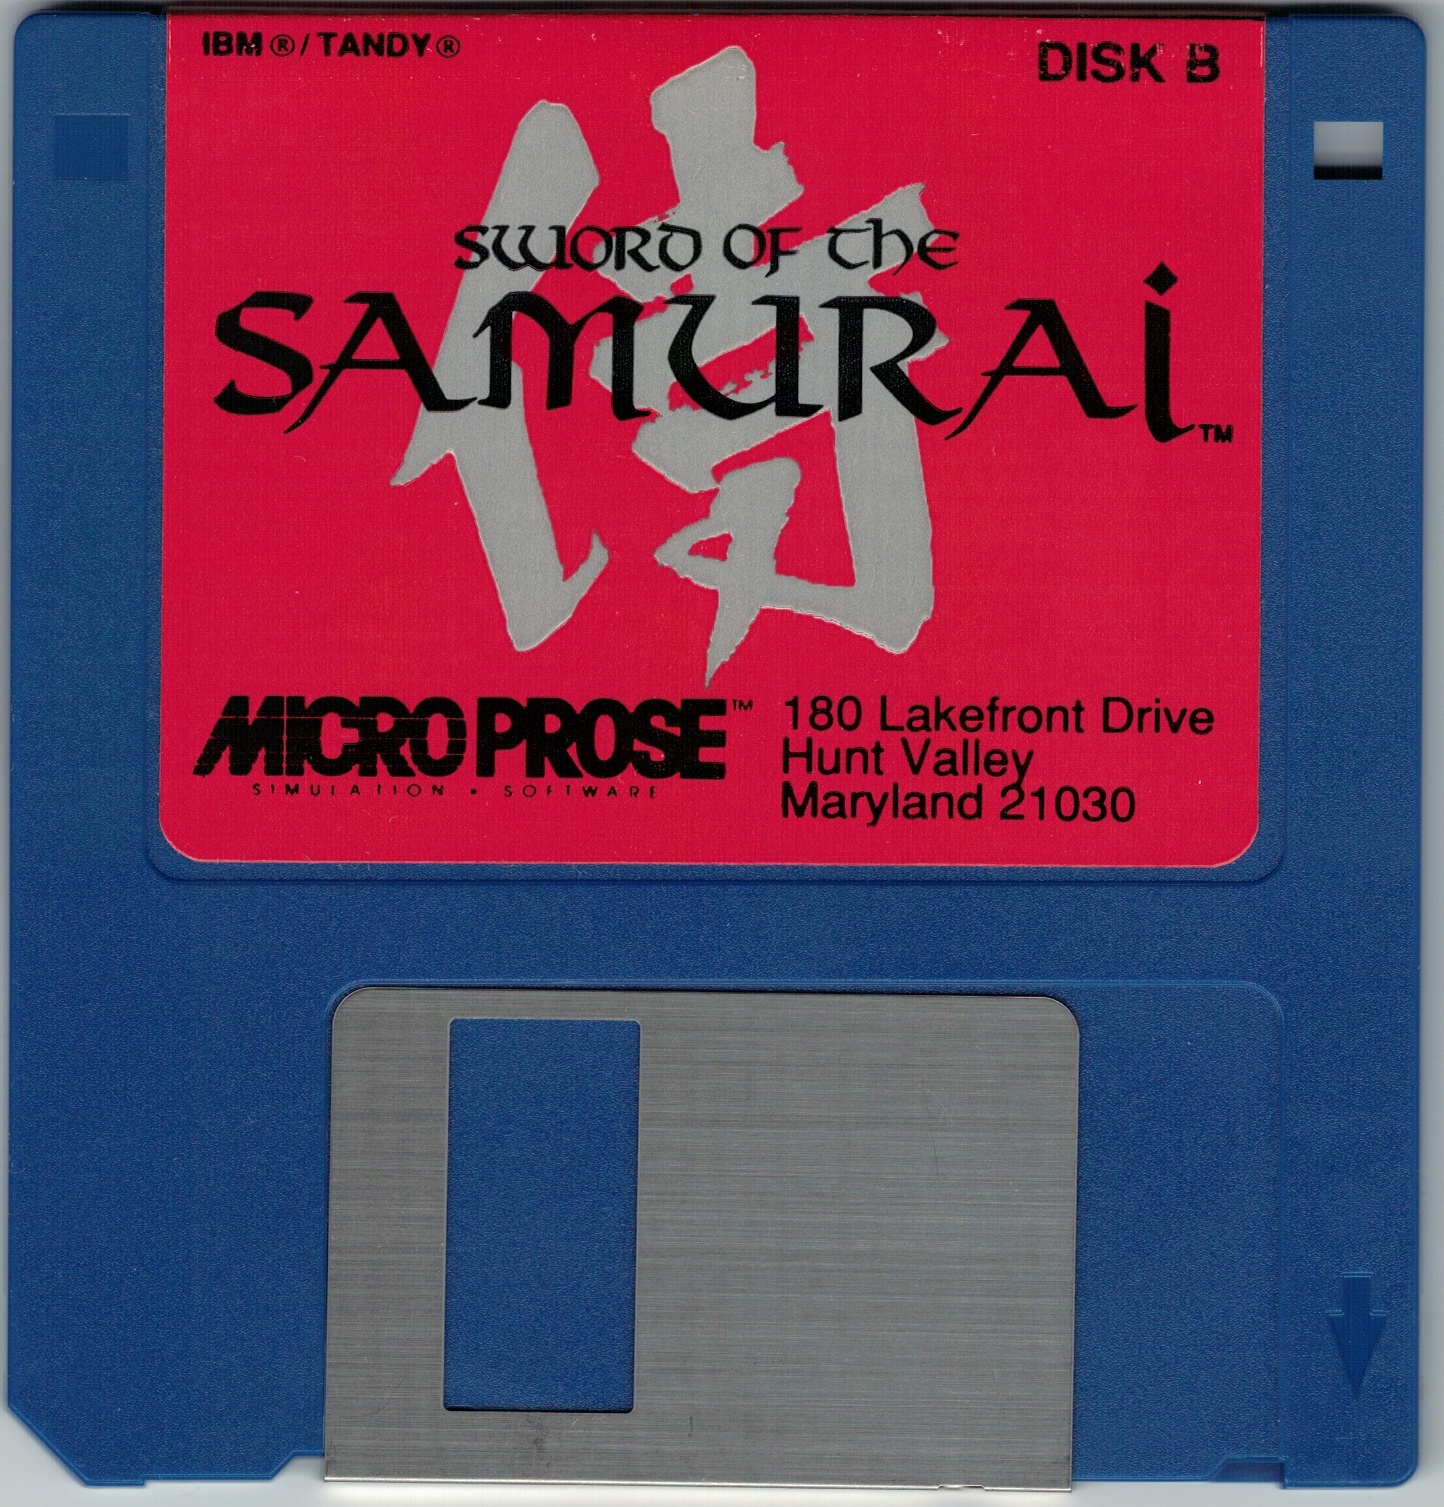 IBM ®/ TANDY ®
DISK B
侍
SWORD OF the
SAMURAi™
MICROPROSE™
SIMULATION • SOFTWARE
180 Lakefront Drive
Hunt Valley
Maryland 21030